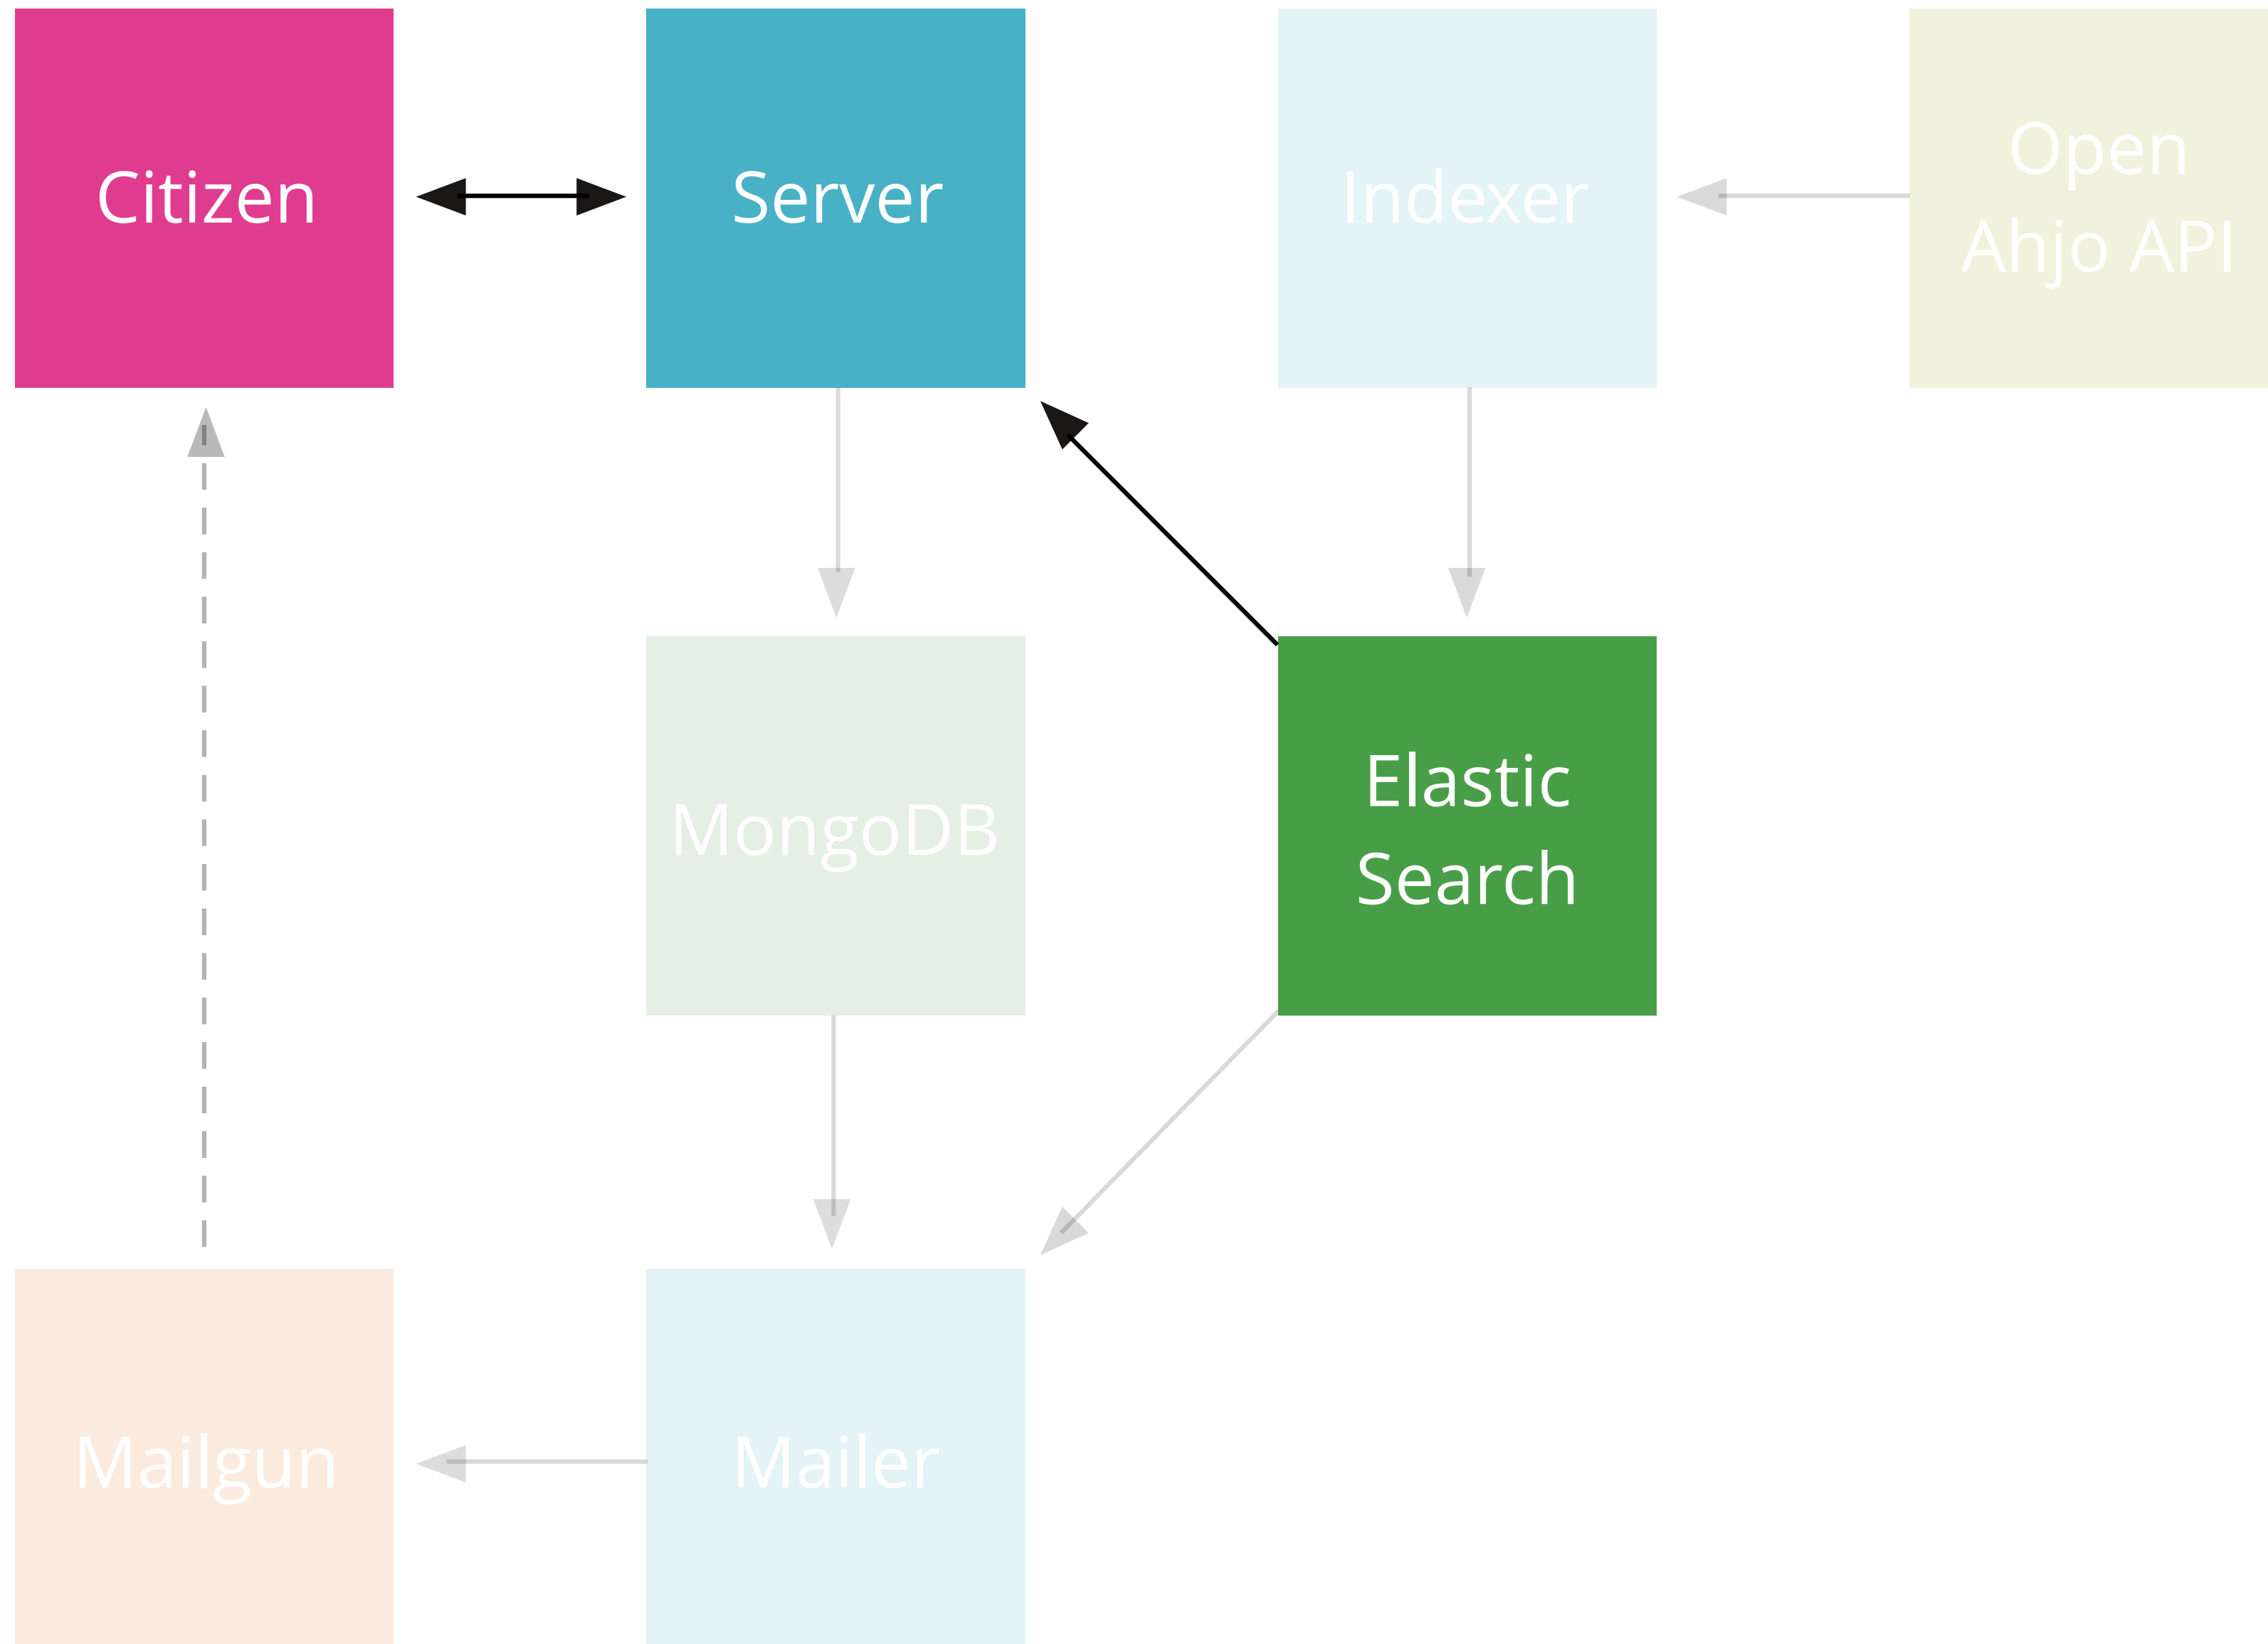 Citizen
Server
Indexer
Open
Ahjo API
MongoDB
Elastic
Search
Mailgun
Mailer